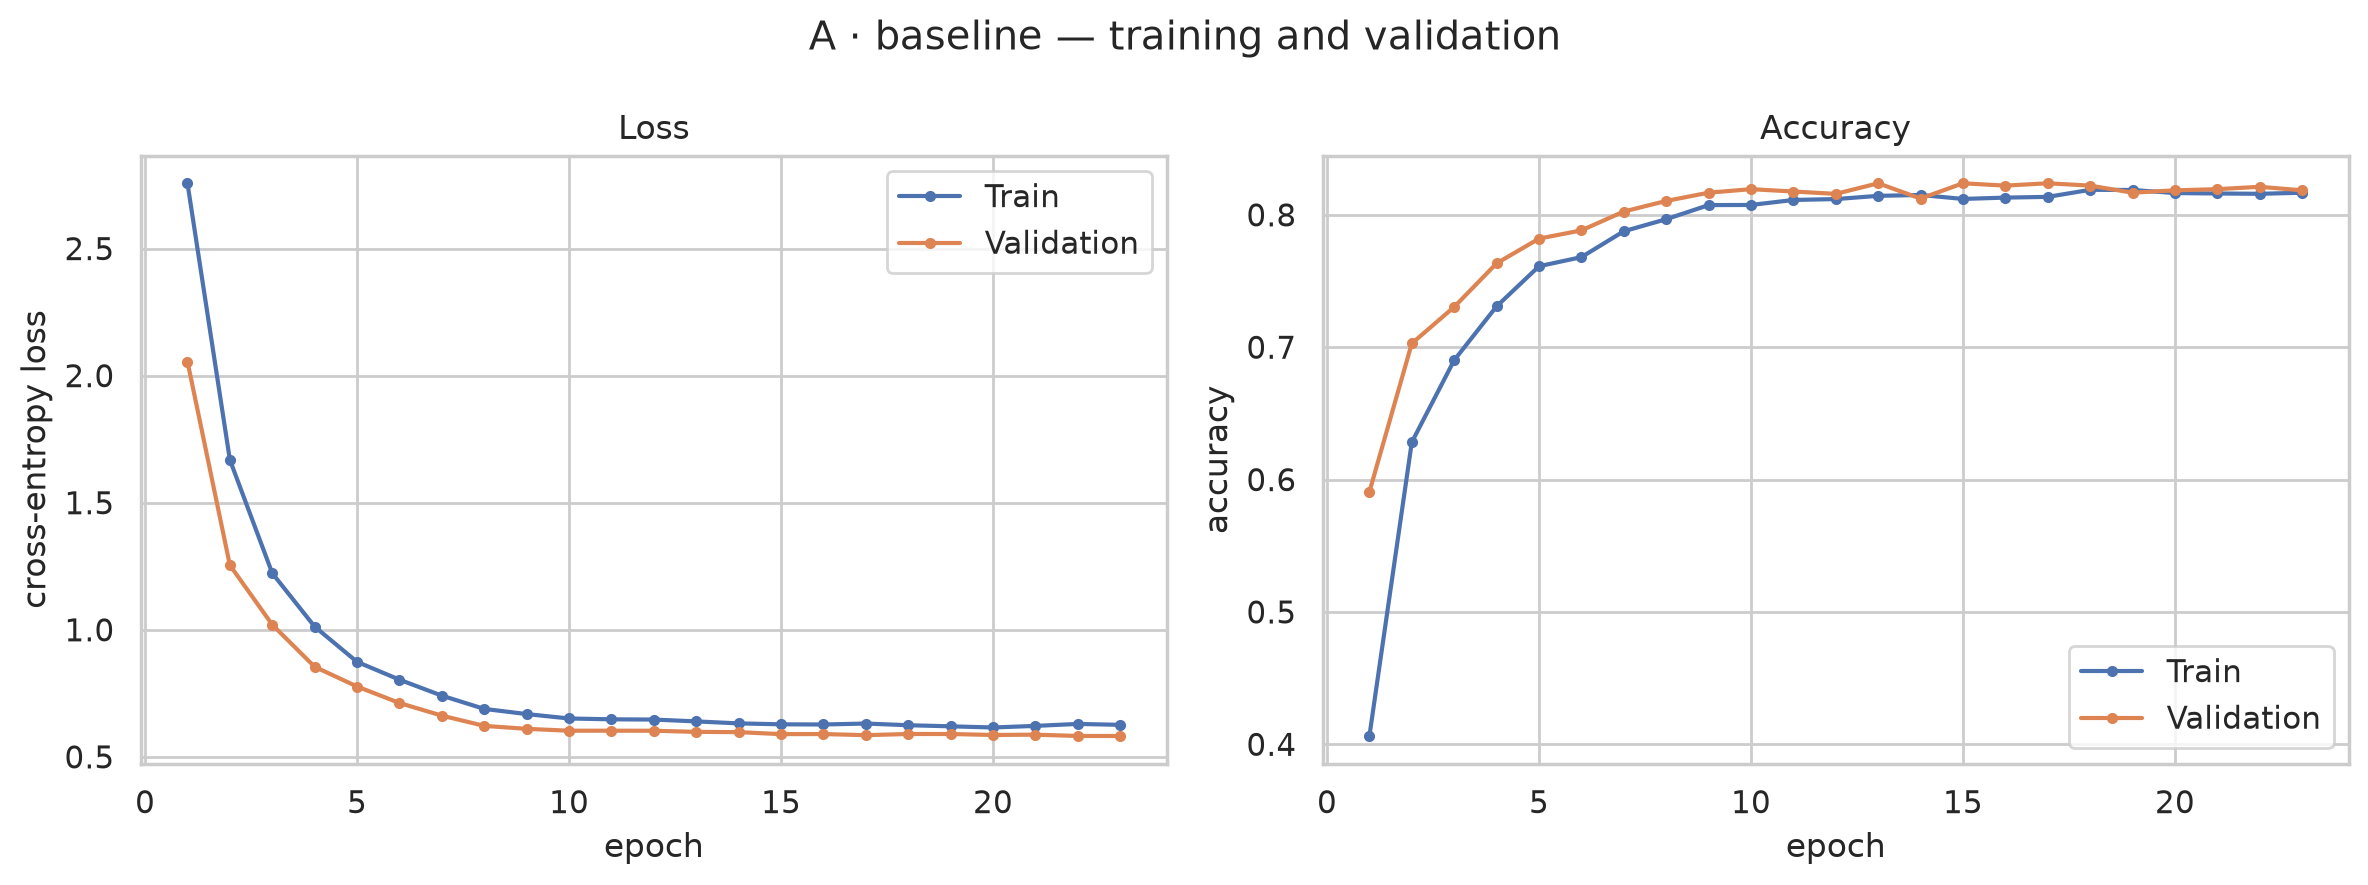 A · baseline — training and validation
Loss
Train
Validation
2.5
2.0
1.5
1.0
0.5
cross-entropy loss
0 5 10 15 20
epoch
Accuracy
0.8
0.7
0.6
0.5
0.4
accuracy
Train
Validation
0 5 10 15 20
epoch